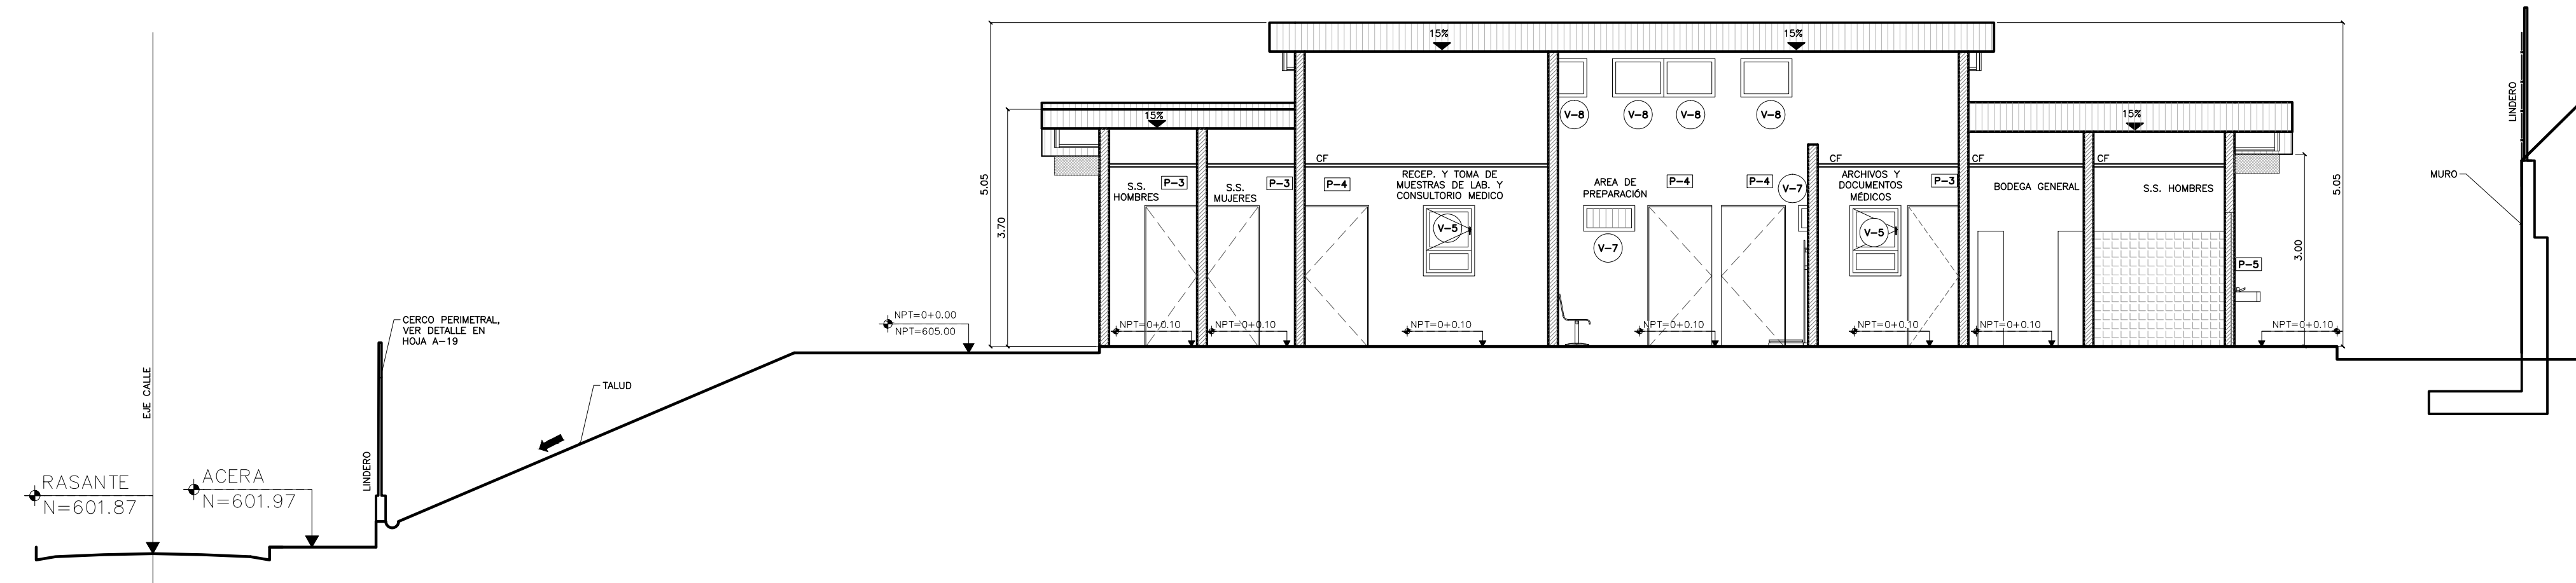 15%
15%
LINDERO
V-8
V-8
V-8
V-8
15%
15%
5.05
3.70
CF
CF
CF
CF
S.S.
HOMBRES
P-3
S.S.
MUJERES
P-3
P-4
RECEP. Y TOMA DE
MUESTRAS DE LAB. Y
CONSULTORIO MEDICO
V-5
AREA DE
PREPARACIÓN
P-4
P-4
V-7
V-7
ARCHIVOS Y
DOCUMENTOS
MÉDICOS
P-3
V-5
BODEGA GENERAL
S.S. HOMBRES
P-5
3.00
5.05
MURO
NPT=0+0.00
NPT=605.00
NPT=0+0.10
NPT=0+0.10
NPT=0+0.10
NPT=0+0.10
NPT=0+0.10
NPT=0+0.10
NPT=0+0.10
CERCO PERIMETRAL,
VER DETALLE EN
HOJA A-19
TALUD
EJE CALLE
LINDERO
RASANTE
N=601.87
ACERA
N=601.97